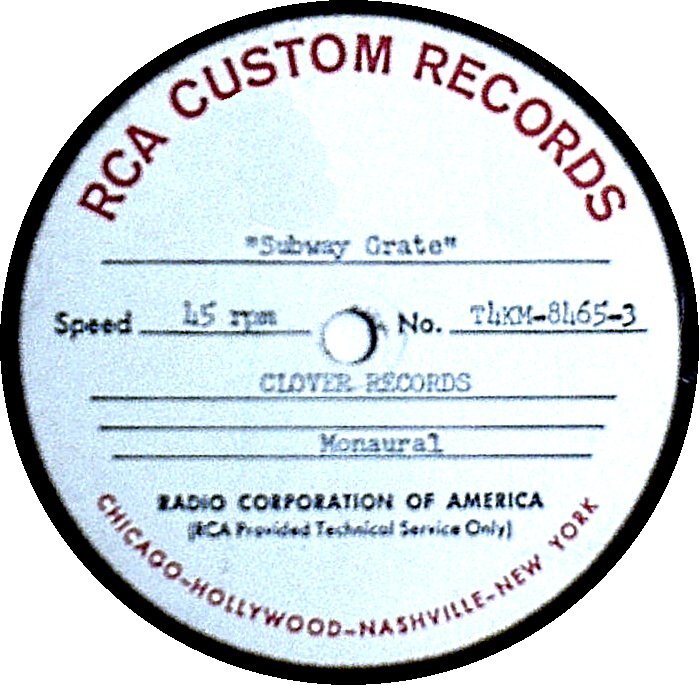 RCA CUSTOM RECORDS
"Subway Grate"
Speed 45 rpm No. T4KM-8465-3
CLOVER RECORDS
Monaural
RADIO CORPORATION OF AMERICA
(RCA Provided Technical Service Only)
CHICAGO-HOLLYWOOD-NASHVILLE-NEW YORK